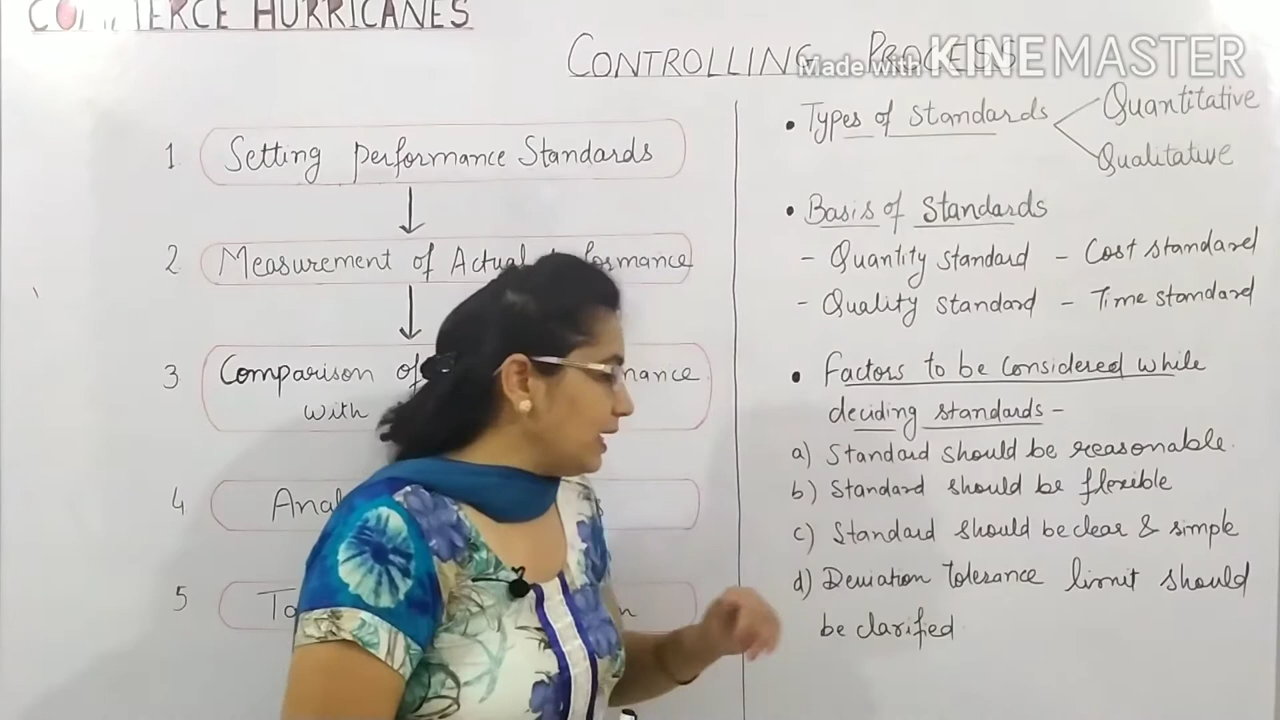 COMMERCE HURRICANES
CONTROLLING PROCESS
Made with KINEMASTER
1 Setting performance Standards
2 Measurement of Actual
3 Comparison of
with
4
5
• Types of Standards
Quantitative
Qualitative
• Basis of Standards
- Quantity standard - Cost standard
- Quality standard - Time standard
• Factors to be considered while
deciding standards -
a) Standard should be reasonable.
b) Standard should be flexible
c) Standard should be clear & simple
d) Deviation tolerance limit should
be clarified